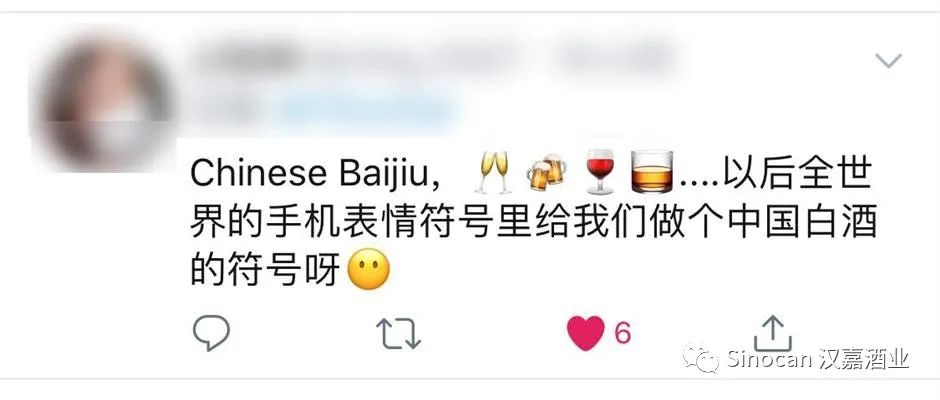 Chinese Baijiu, 🥂🍻🍷🥃....以后全世
界的手机表情符号里给我们做个中国白酒
的符号呀😶
6
Sinocan 汉嘉酒业